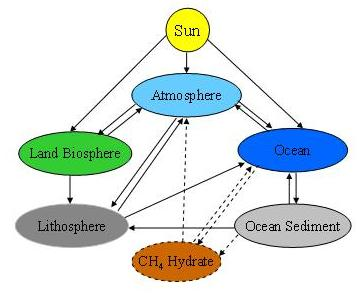 Sun
Atmosphere
Land Biosphere
Ocean
Lithosphere
Ocean Sediment
CH₄ Hydrate